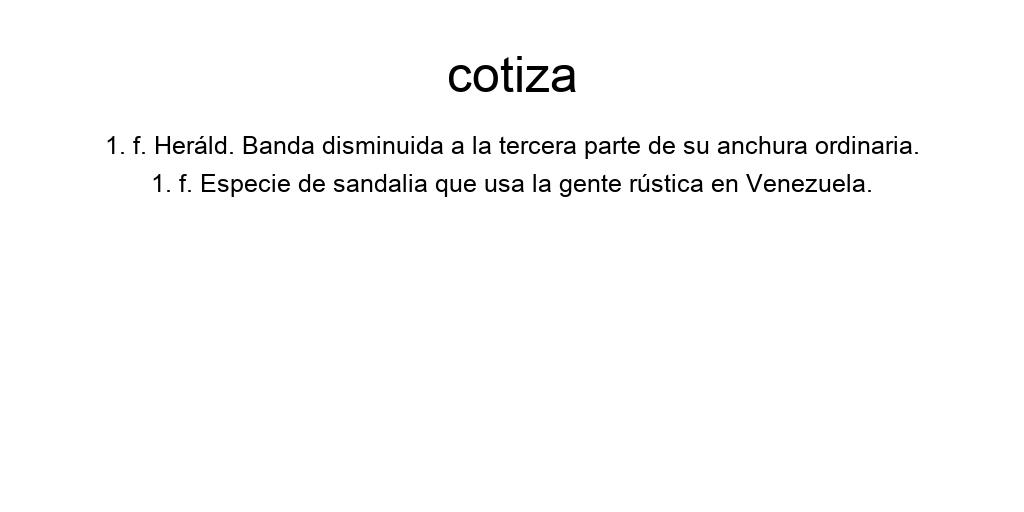 cotiza
1. f. Heráld. Banda disminuida a la tercera parte de su anchura ordinaria.
1. f. Especie de sandalia que usa la gente rústica en Venezuela.